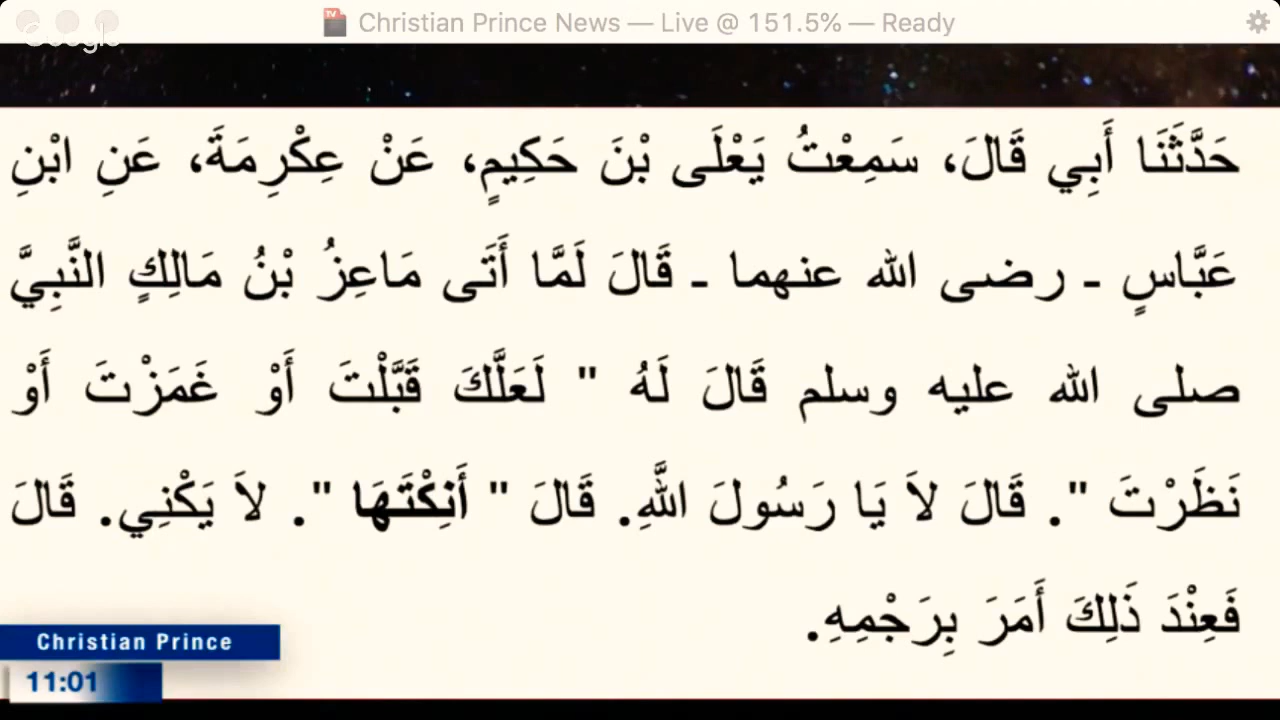 Christian Prince News — Live @ 151.5% — Ready
Google
حَدَّثَنَا أَبِي قَالَ، سَمِعْتُ يَعْلَى بْنَ حَكِيمٍ، عَنْ عِكْرِمَةَ، عَنِ ابْنِ
عَبَّاسٍ ـ رضى الله عنهما ـ قَالَ لَمَّا أَتَى مَاعِزُ بْنُ مَالِكٍ النَّبِيَّ
صلى الله عليه وسلم قَالَ لَهُ " لَعَلَّكَ قَبَّلْتَ أَوْ غَمَزْتَ أَوْ
نَظَرْتَ ". قَالَ لاَ يَا رَسُولَ اللَّهِ. قَالَ " أَنِكْتَهَا ". لاَ يَكْنِي. قَالَ
فَعِنْدَ ذَلِكَ أَمَرَ بِرَجْمِهِ.
Christian Prince
11:01